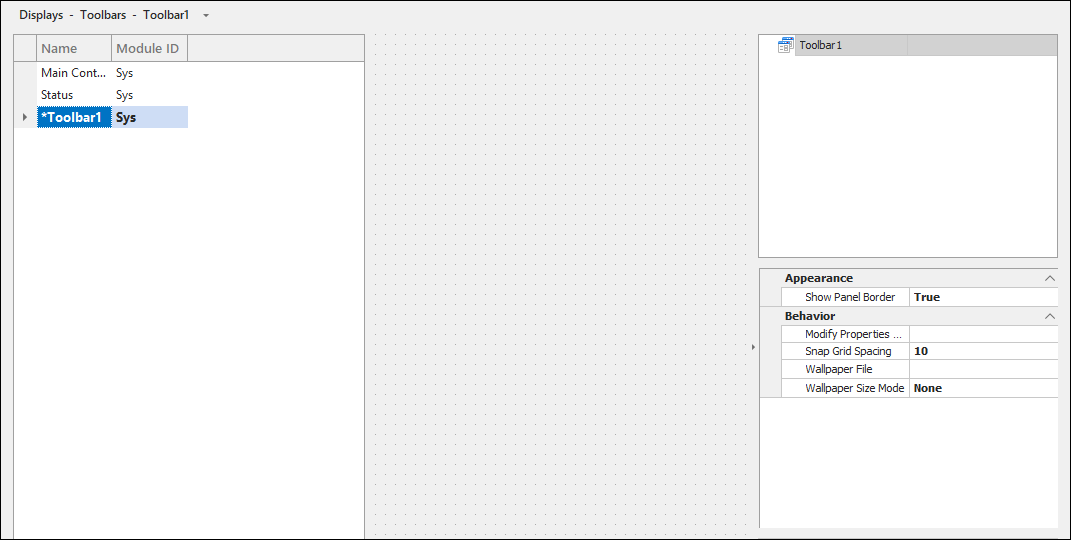 Displays - Toolbars - Toolbar1
Name Module ID
Main Cont... Sys
Status Sys
*Toolbar1 Sys
Toolbar1
Appearance
Show Panel Border True
Behavior
Modify Properties ...
Snap Grid Spacing 10
Wallpaper File
Wallpaper Size Mode None